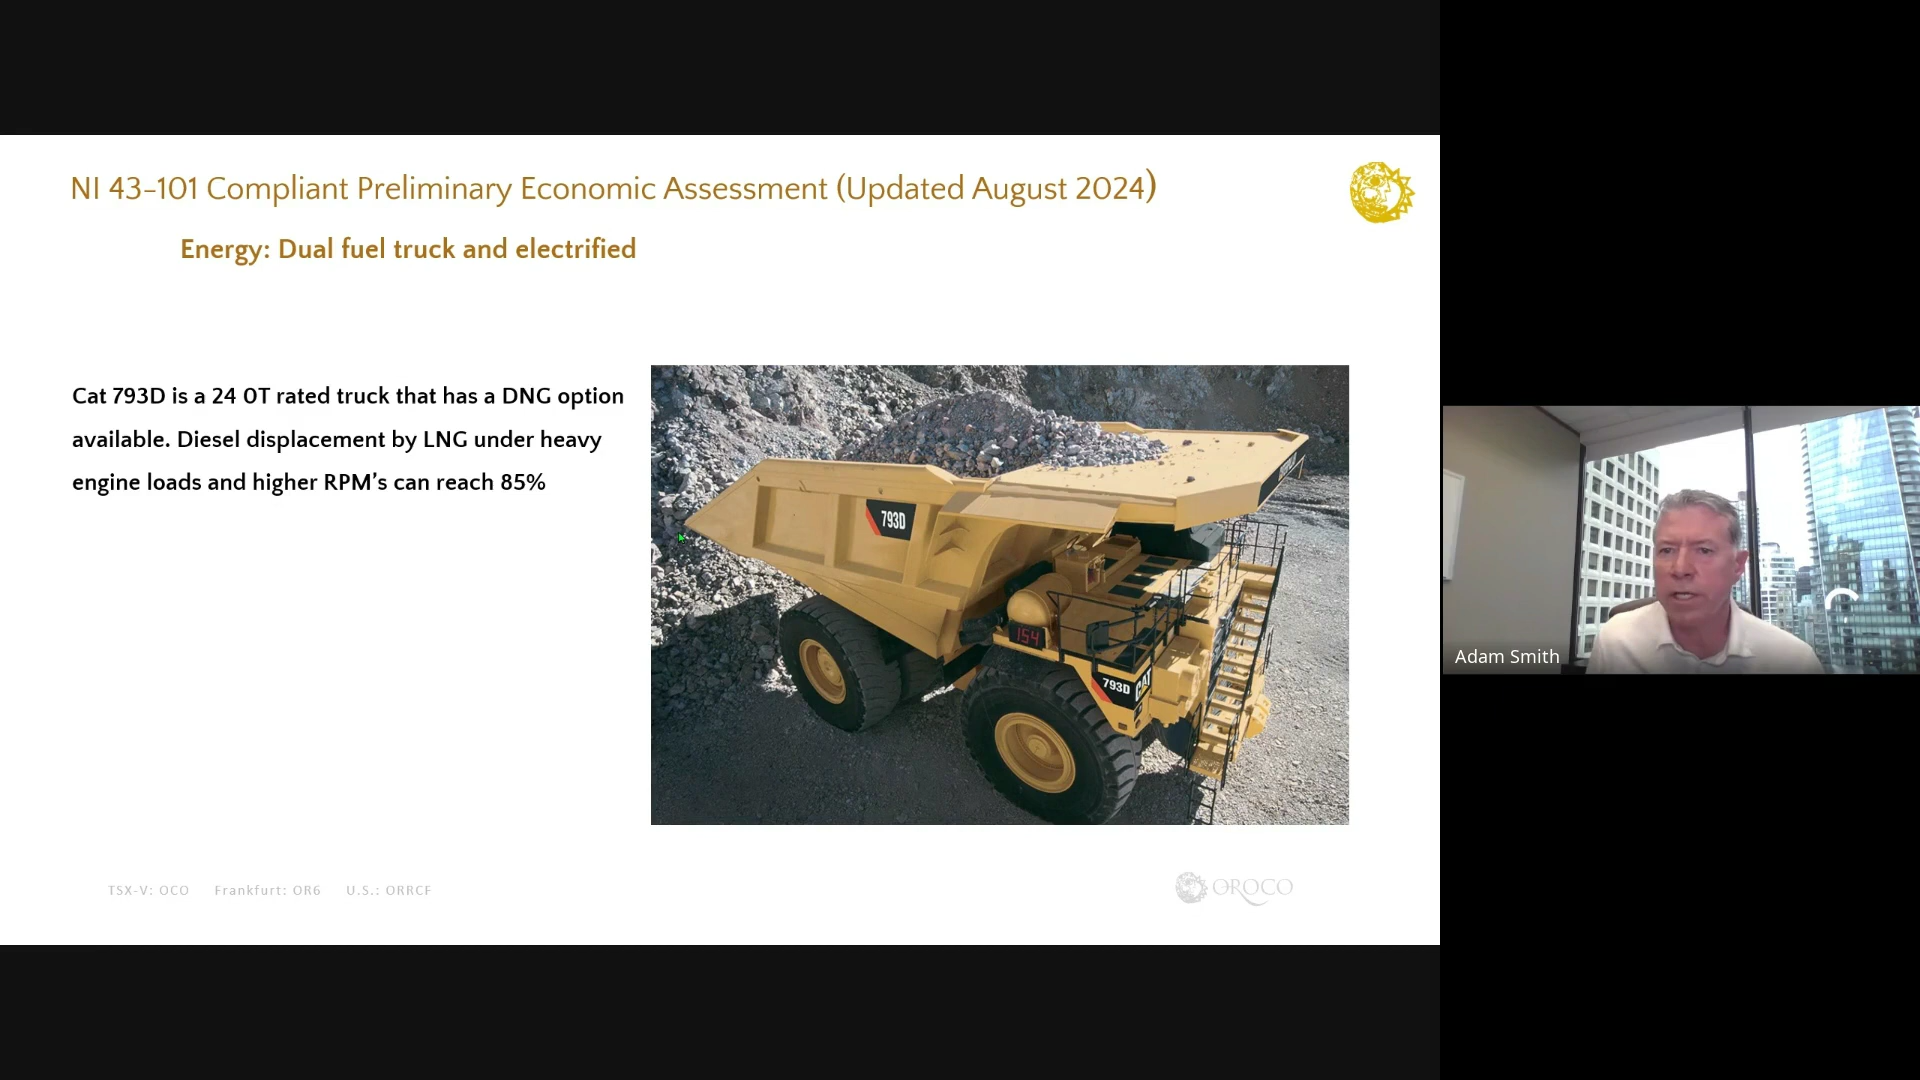 NI 43-101 Compliant Preliminary Economic Assessment (Updated August 2024)
Energy: Dual fuel truck and electrified
Cat 793D is a 24 0T rated truck that has a DNG option
available. Diesel displacement by LNG under heavy
engine loads and higher RPM’s can reach 85%
793D
154
793D
CAT
TSX-V: OCO Frankfurt: OR6 U.S.: ORRCF
OROCO
Adam Smith